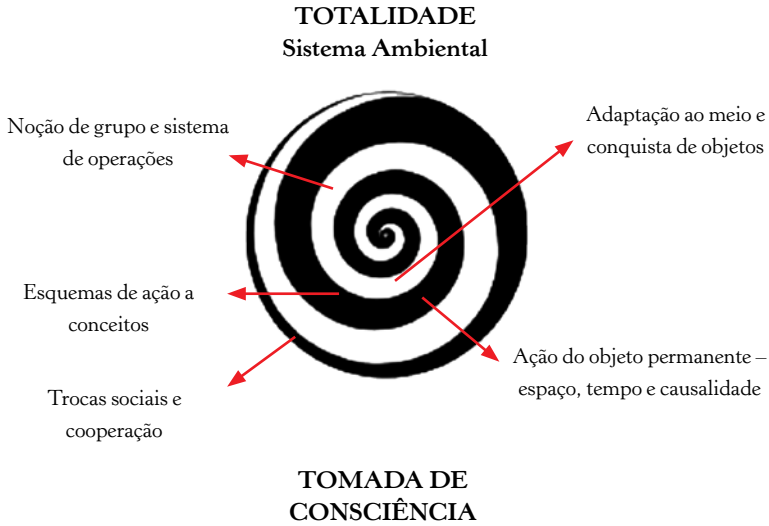 TOTALIDADE
Sistema Ambiental
Noção de grupo e sistema
de operações
Adaptação ao meio e
conquista de objetos
Esquemas de ação a
conceitos
Ação do objeto permanente –
espaço, tempo e causalidade
Trocas sociais e
cooperação
TOMADA DE
CONSCIÊNCIA